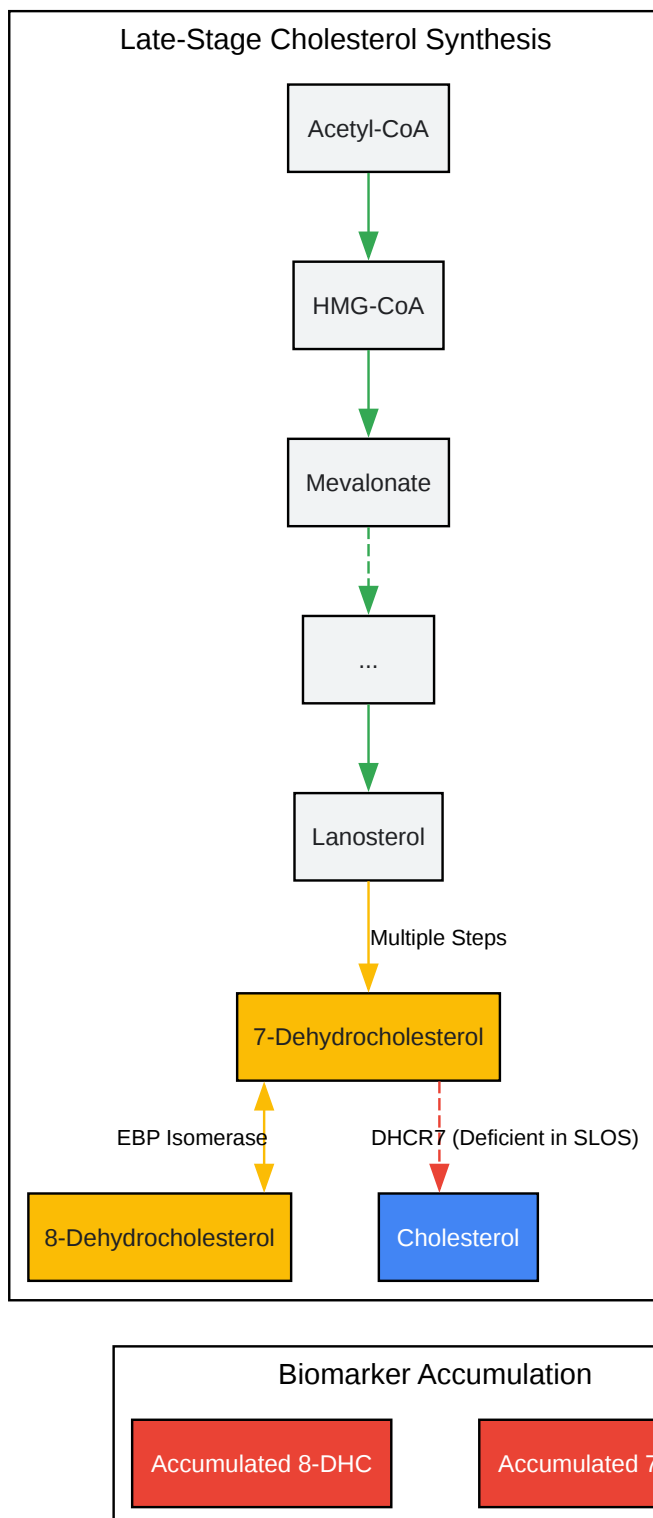 Late-Stage Cholesterol Synthesis
Acetyl-CoA
HMG-CoA
Mevalonate
...
Lanosterol
Multiple Steps
7-Dehydrocholesterol
EBP Isomerase
DHCR7 (Deficient in SLOS)
8-Dehydrocholesterol
Cholesterol
Biomarker Accumulation
Accumulated 8-DHC
Accumulated 7